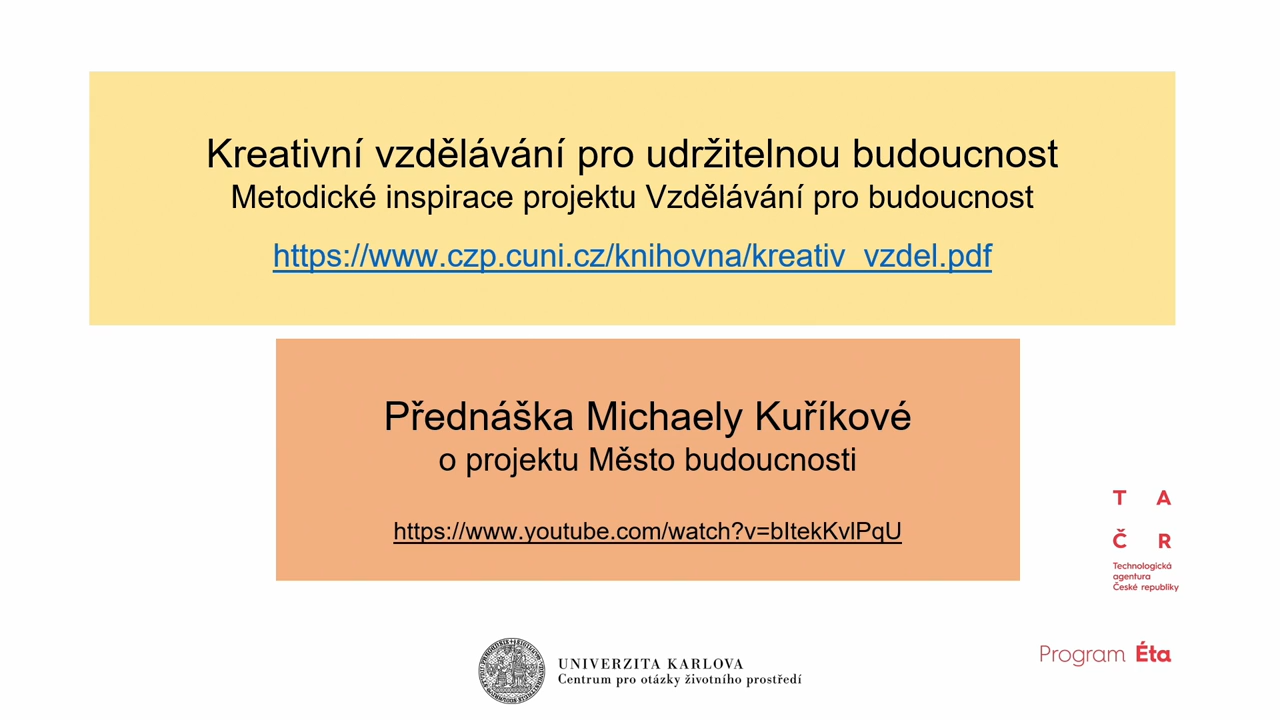 Kreativní vzdělávání pro udržitelnou budoucnost
Metodické inspirace projektu Vzdělávání pro budoucnost
https://www.czp.cuni.cz/knihovna/kreativ_vzdel.pdf
Přednáška Michaely Kuříkové
o projektu Město budoucnosti
https://www.youtube.com/watch?v=bItekKvlPqU
T A
Č R
Technologická
agentura
České republiky
Program Éta
UNIVERZITA KARLOVA
Centrum pro otázky životního prostředí